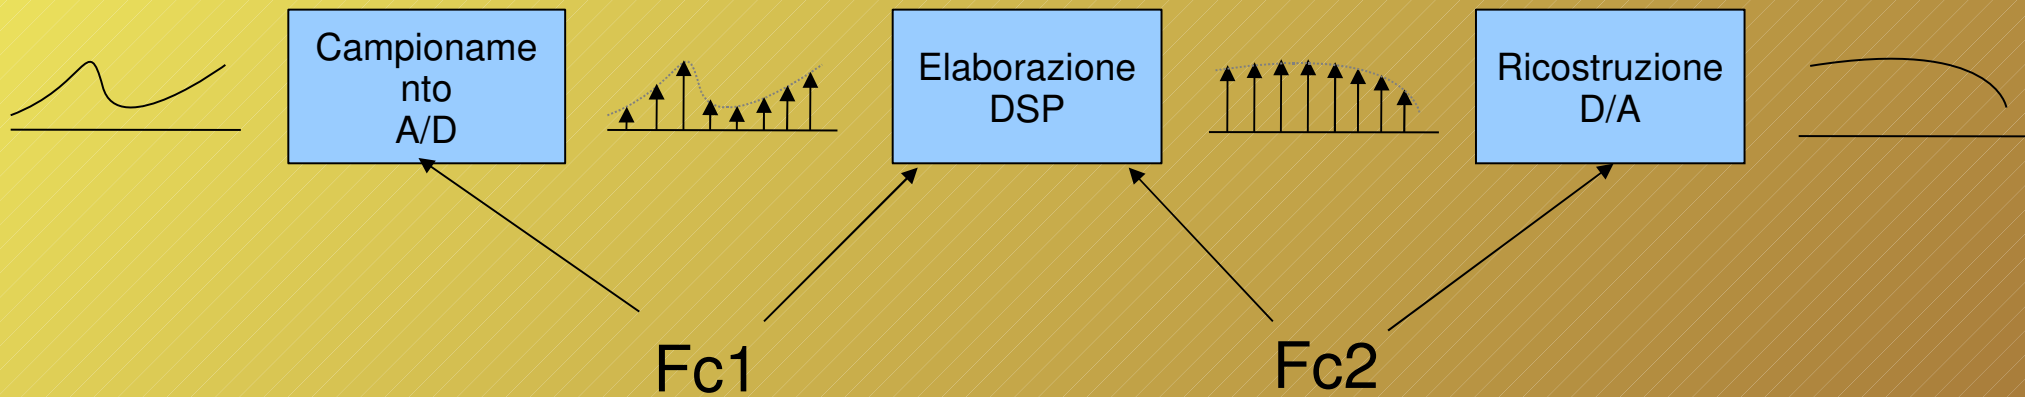 Campioname
nto
A/D
Elaborazione
DSP
Ricostruzione
D/A
Fc1
Fc2